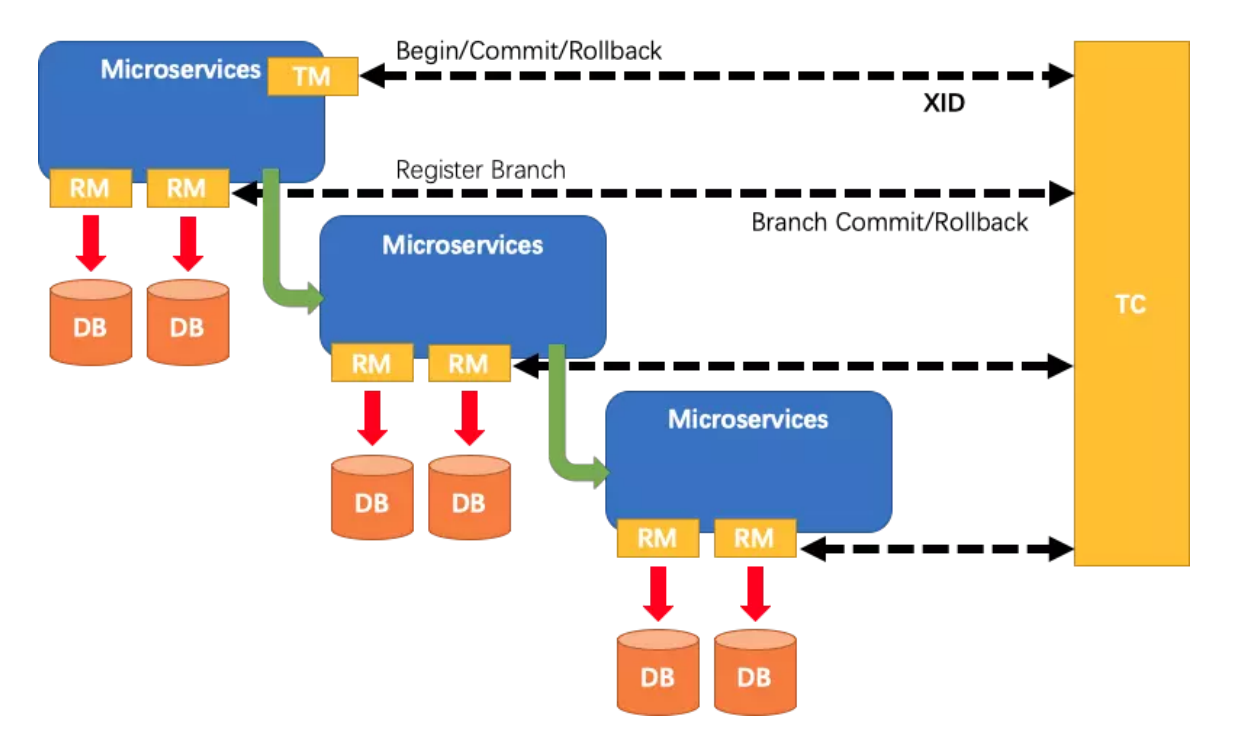 Begin/Commit/Rollback
Microservices
TM
XID
Register Branch
RM
RM
Branch Commit/Rollback
Microservices
TC
DB
DB
RM
RM
Microservices
DB
DB
RM
RM
DB
DB